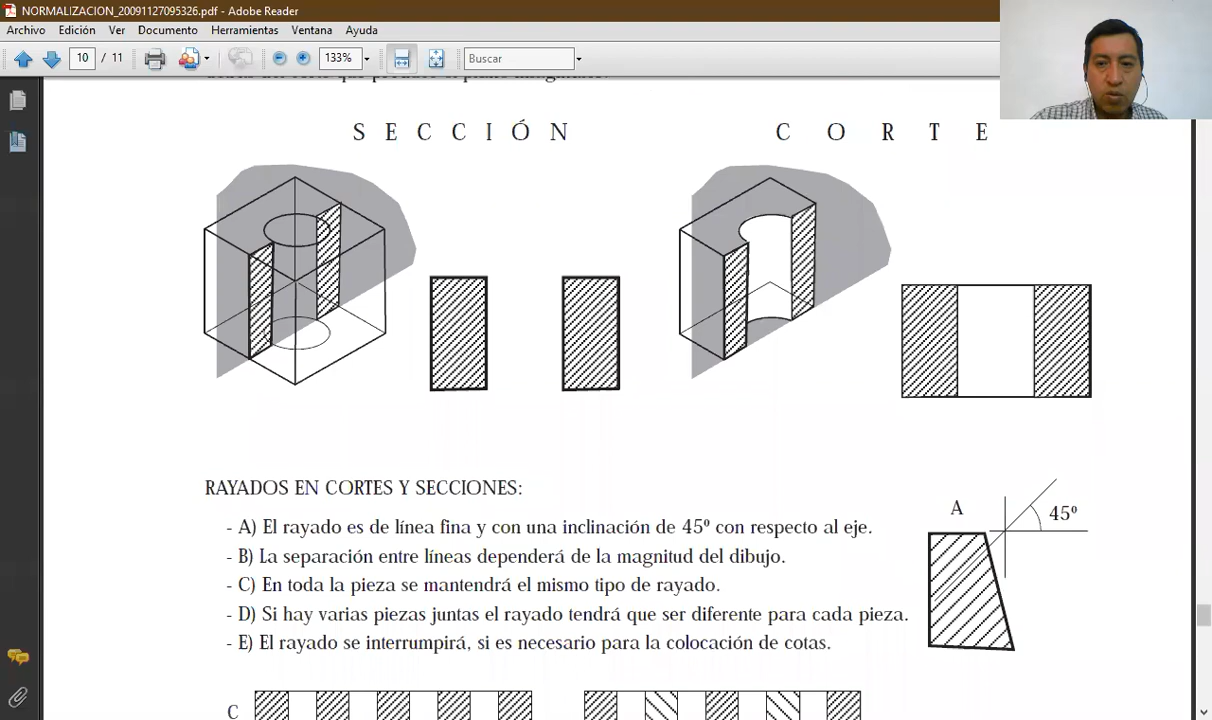 NORMALIZACION_20091127095326.pdf - Adobe Reader
Archivo Edición Ver Documento Herramientas Ventana Ayuda
10 / 11 133% Buscar
SECCIÓN CORTE
RAYADOS EN CORTES Y SECCIONES:
- A) El rayado es de línea fina y con una inclinación de 45º con respecto al eje.
- B) La separación entre líneas dependerá de la magnitud del dibujo.
- C) En toda la pieza se mantendrá el mismo tipo de rayado.
- D) Si hay varias piezas juntas el rayado tendrá que ser diferente para cada pieza.
- E) El rayado se interrumpirá, si es necesario para la colocación de cotas.
A 45º
C